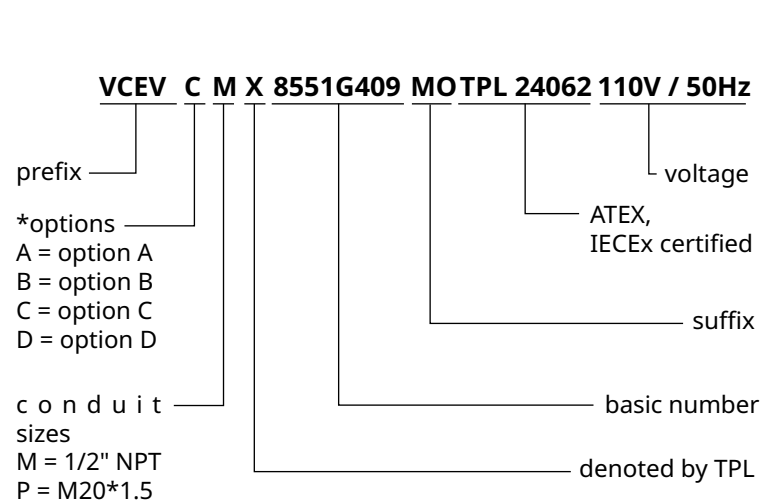 VCEV C M X 8551G409 MO TPL 24062 110V / 50Hz
prefix
voltage
*options
A = option A
B = option B
C = option C
D = option D
ATEX,
IECEx certified
suffix
conduit
sizes
M = 1/2" NPT
P = M20*1.5
basic number
denoted by TPL